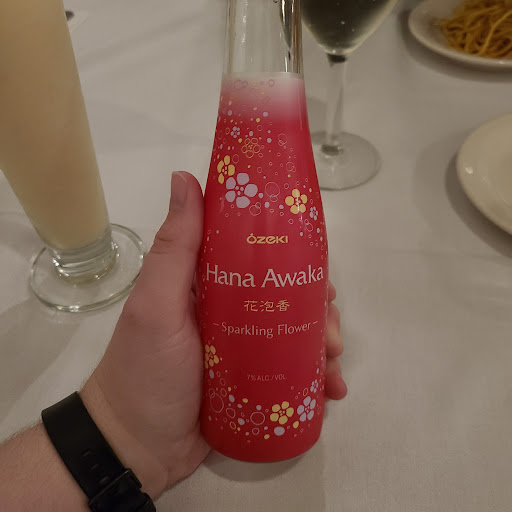 ŌZEKI
Hana Awaka
花泡香
– Sparkling Flower –
7% ALC / VOL